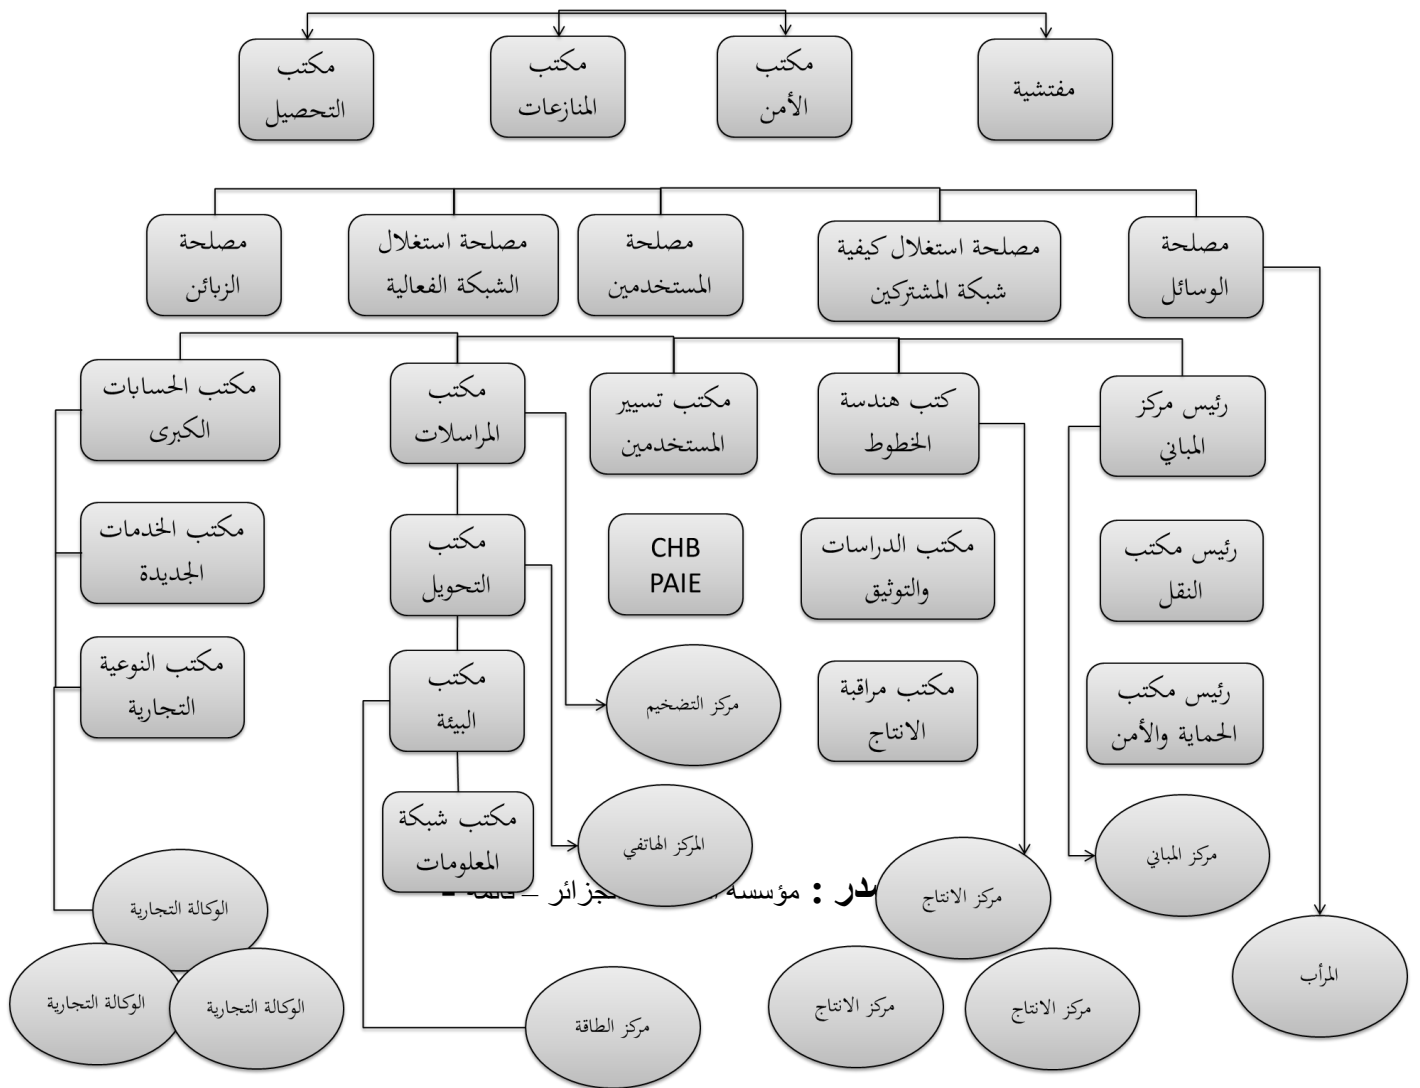 مفتشية
مكتب
الأمن
مكتب
المنازعات
مكتب
التحصيل
مصلحة
الوسائل
مصلحة استغلال كيفية
شبكة المشتركين
مصلحة
المستخدمين
مصلحة استغلال
الشبكة الفعالية
مصلحة
الزبائن
رئيس مركز
المباني
كتب هندسة
الخطوط
مكتب تسيير
المستخدمين
مكتب
المراسلات
مكتب الحسابات
الكبرى
رئيس مكتب
النقل
مكتب الدراسات
والتوثيق
CHB
PAIE
مكتب
التحويل
مكتب الخدمات
الجديدة
رئيس مكتب
الحماية والأمن
مكتب مراقبة
الانتاج
مركز التضخيم
مكتب
البيئة
مكتب النوعية
التجارية
مركز المباني
المركز الهاتفي
مكتب شبكة
المعلومات
: مؤسسة
مركز الانتاج
الوكالة التجارية
المرأب
مركز الانتاج
مركز الانتاج
مركز الطاقة
الوكالة التجارية
الوكالة التجارية